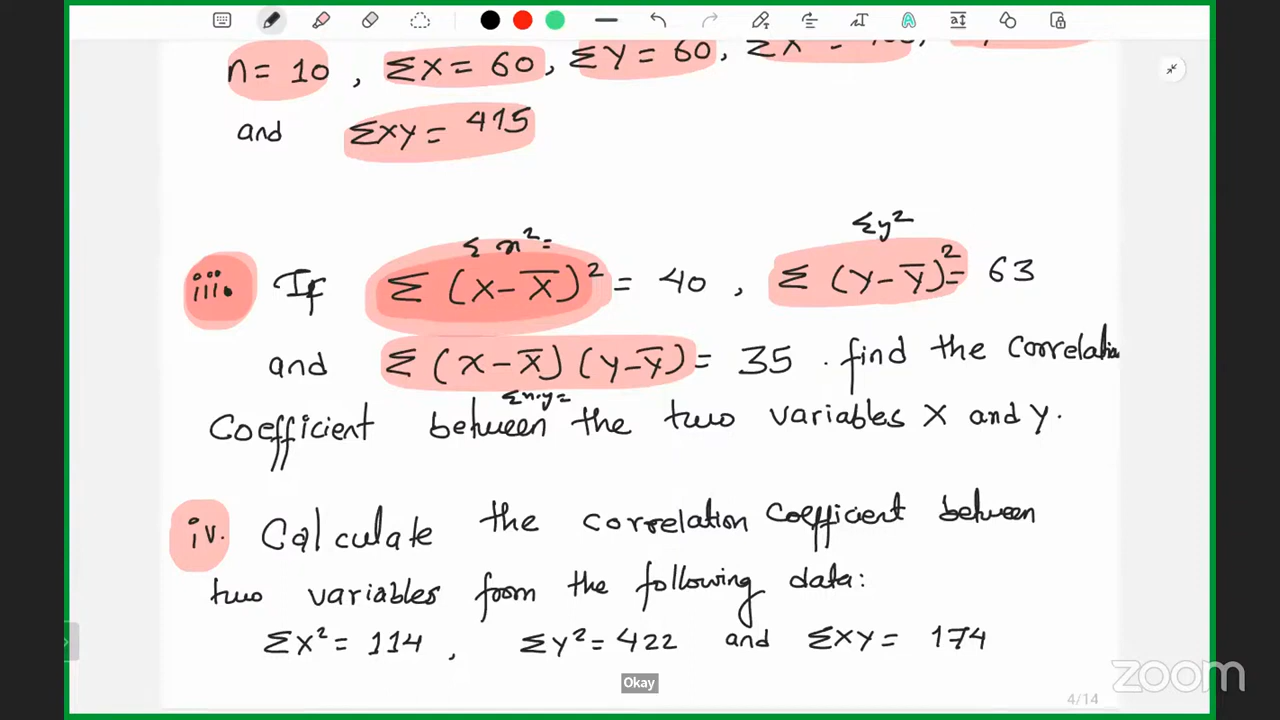 n = 10 , ΣX = 60 , ΣY = 60 ,
and ΣXY = 415
Σx² = Σy²
iii. If Σ (X - X̅)² = 40 , Σ (Y - Y̅)² = 63
and Σ (X - X̅) (Y - Y̅) = 35 . find the correlation
Σx.y =
Coefficient between the two variables X and Y.
iv. Calculate the correlation coefficient between
two variables from the following data:
ΣX² = 114 , ΣY² = 422 and ΣXY = 174
Okay
4/14
zoom